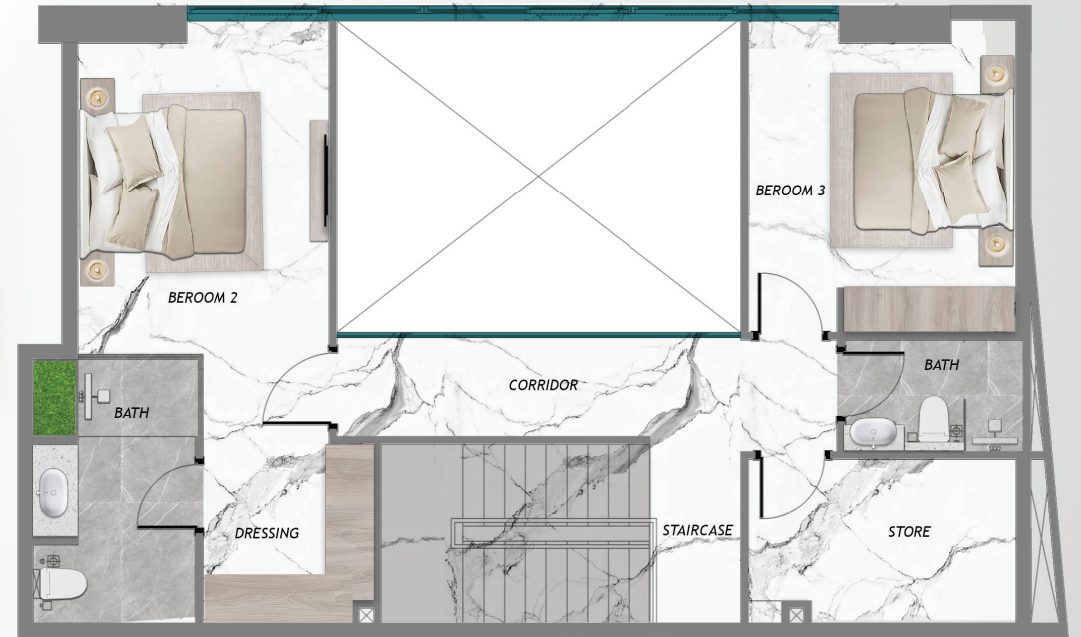 BEROOM 3
BEROOM 2
BATH
CORRIDOR
BATH
DRESSING
STAIRCASE
STORE